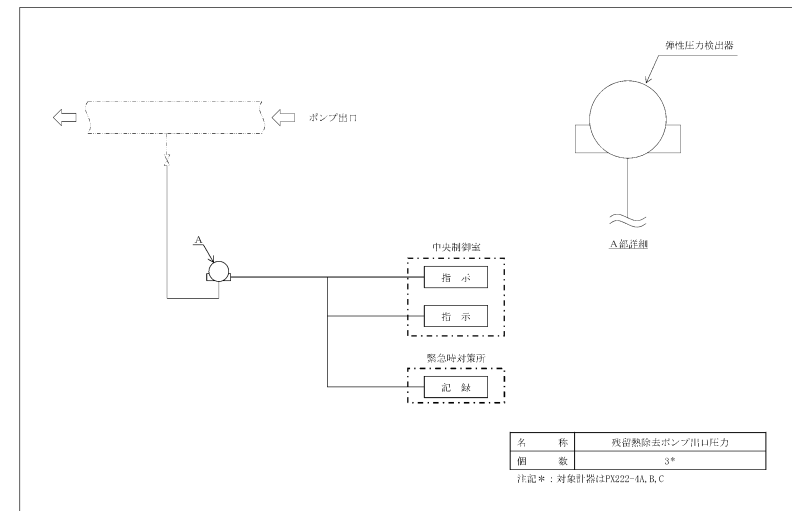 弾性圧力検出器
ポンプ出口
A
A部詳細
中央制御室
指 示
指 示
緊急時対策所
記 録
名 称 残留熱除去ポンプ出口圧力
個 数 3*
注記*：対象計器はPX222-4A,B,C